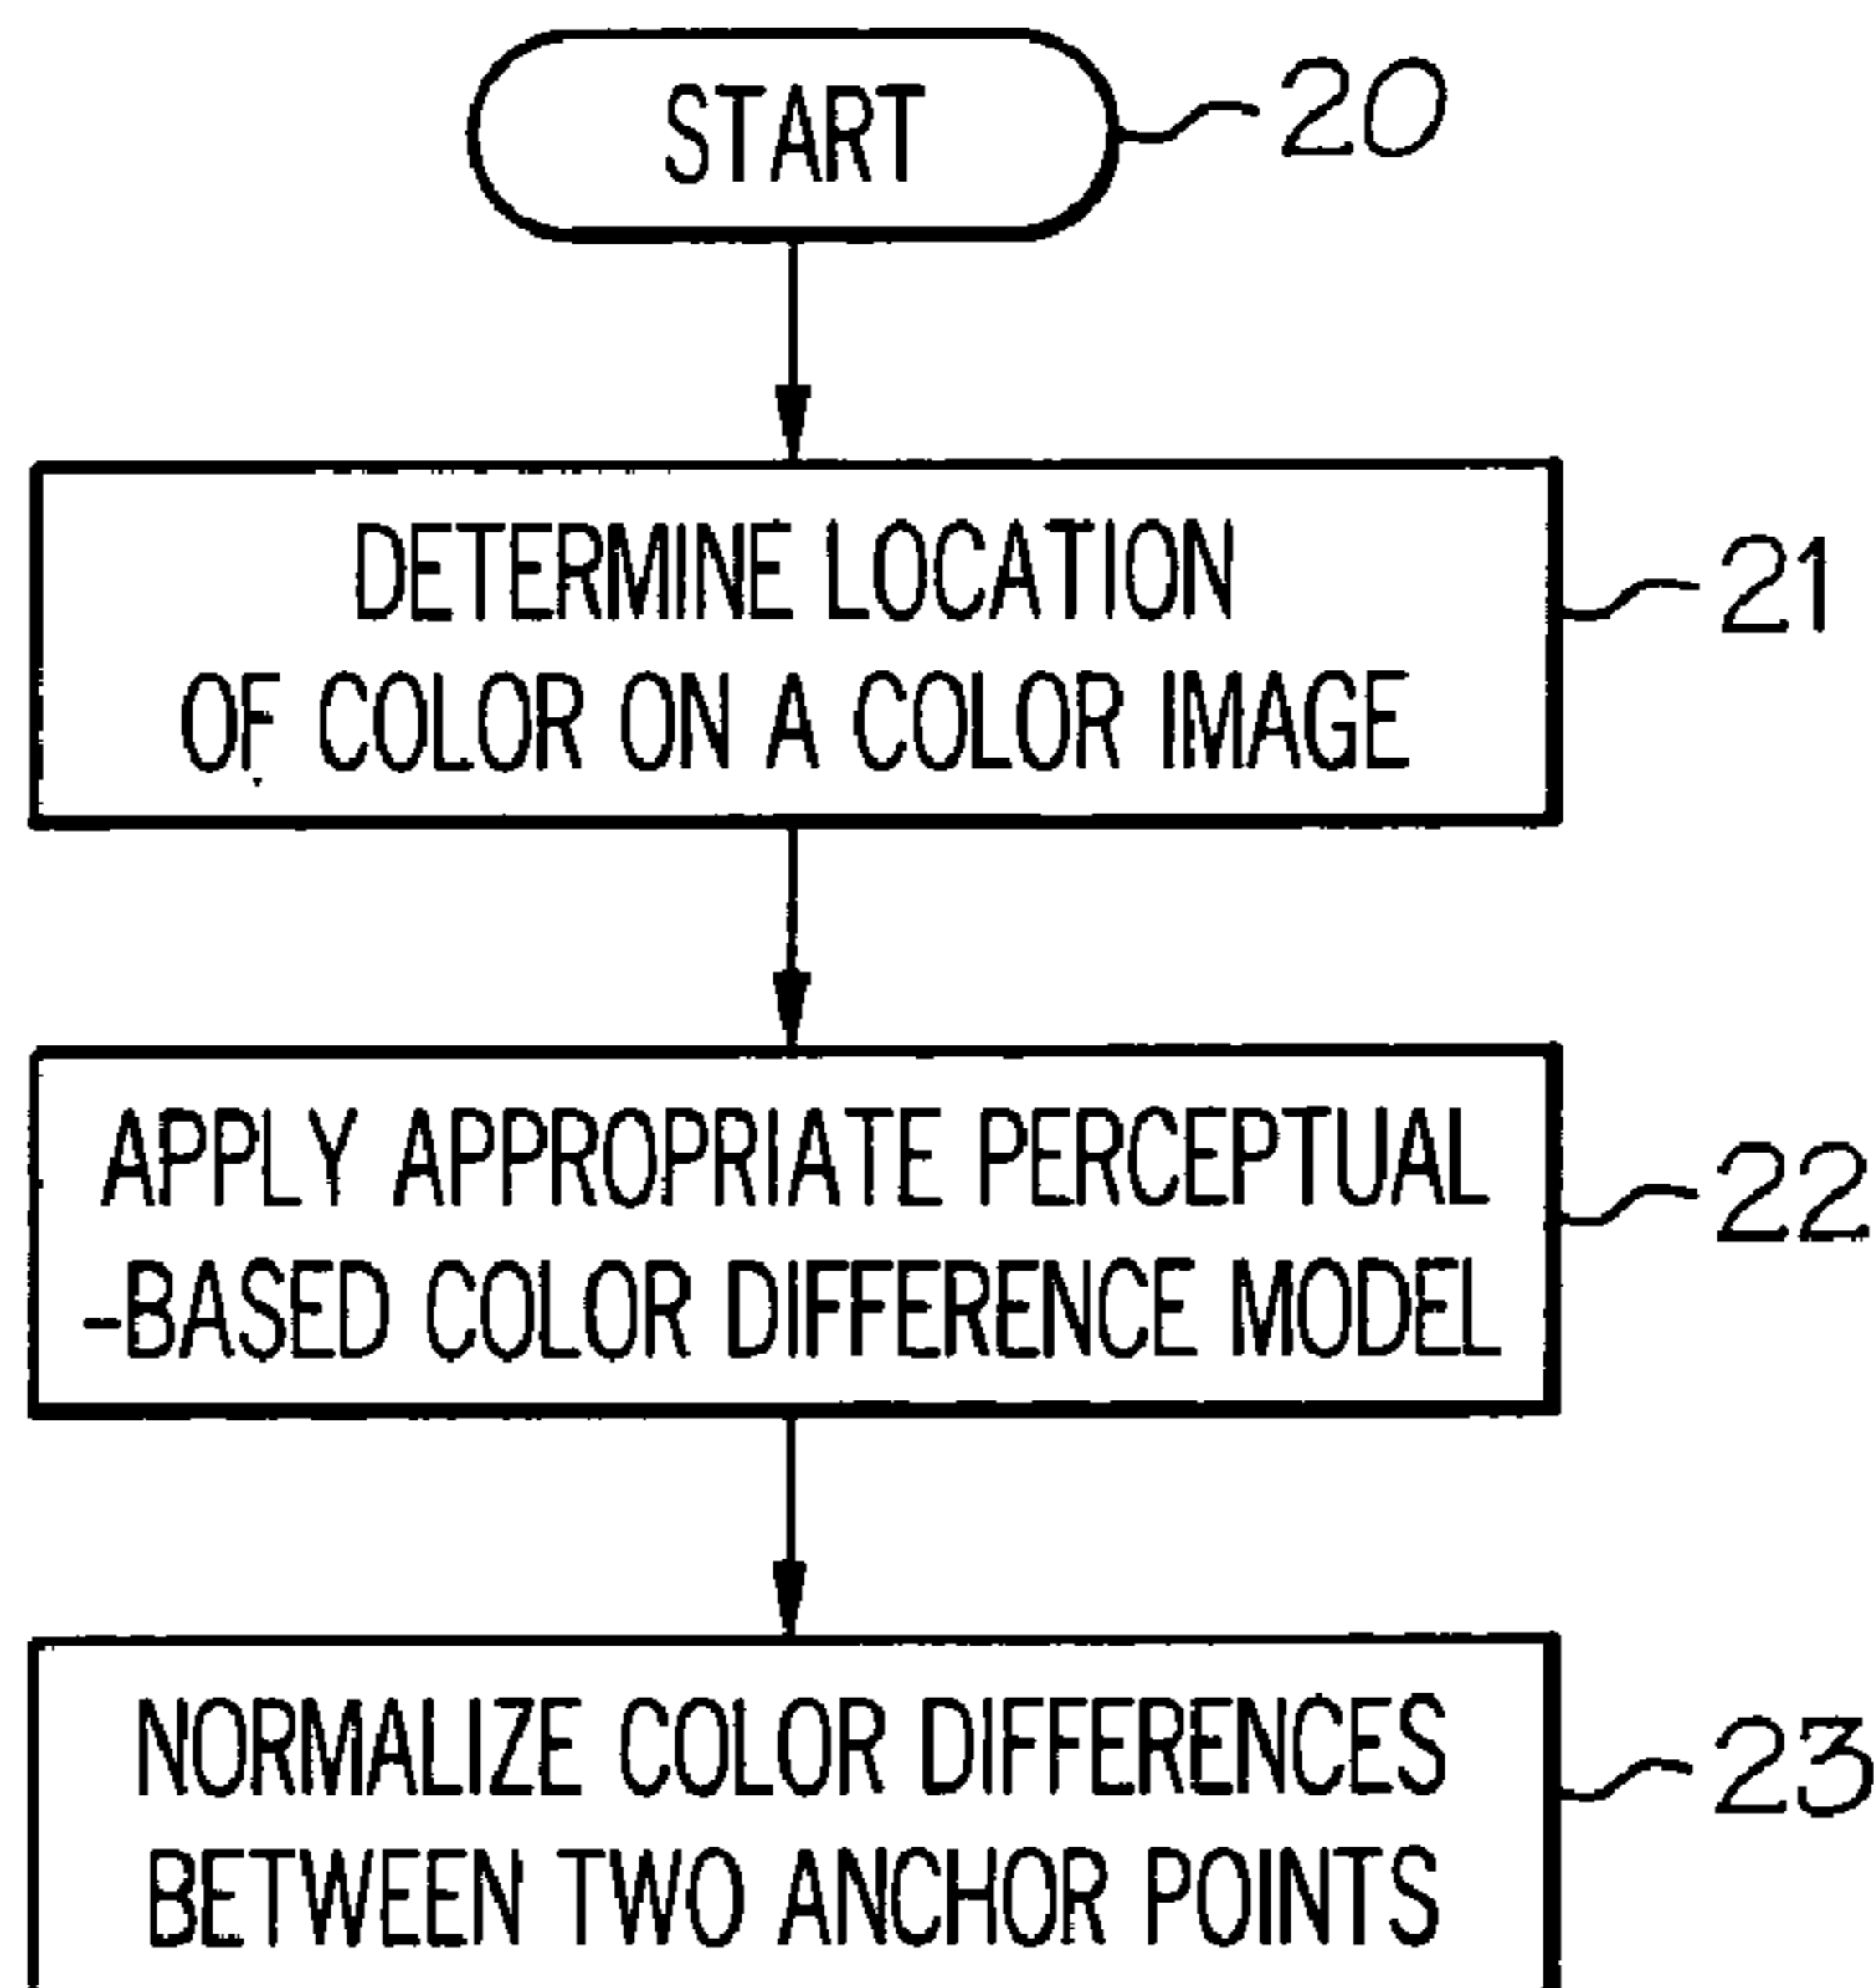 START
20
DETERMINE LOCATION
OF COLOR ON A COLOR IMAGE
21
APPLY APPROPRIATE PERCEPTUAL
-BASED COLOR DIFFERENCE MODEL
22
NORMALIZE COLOR DIFFERENCES
BETWEEN TWO ANCHOR POINTS
23